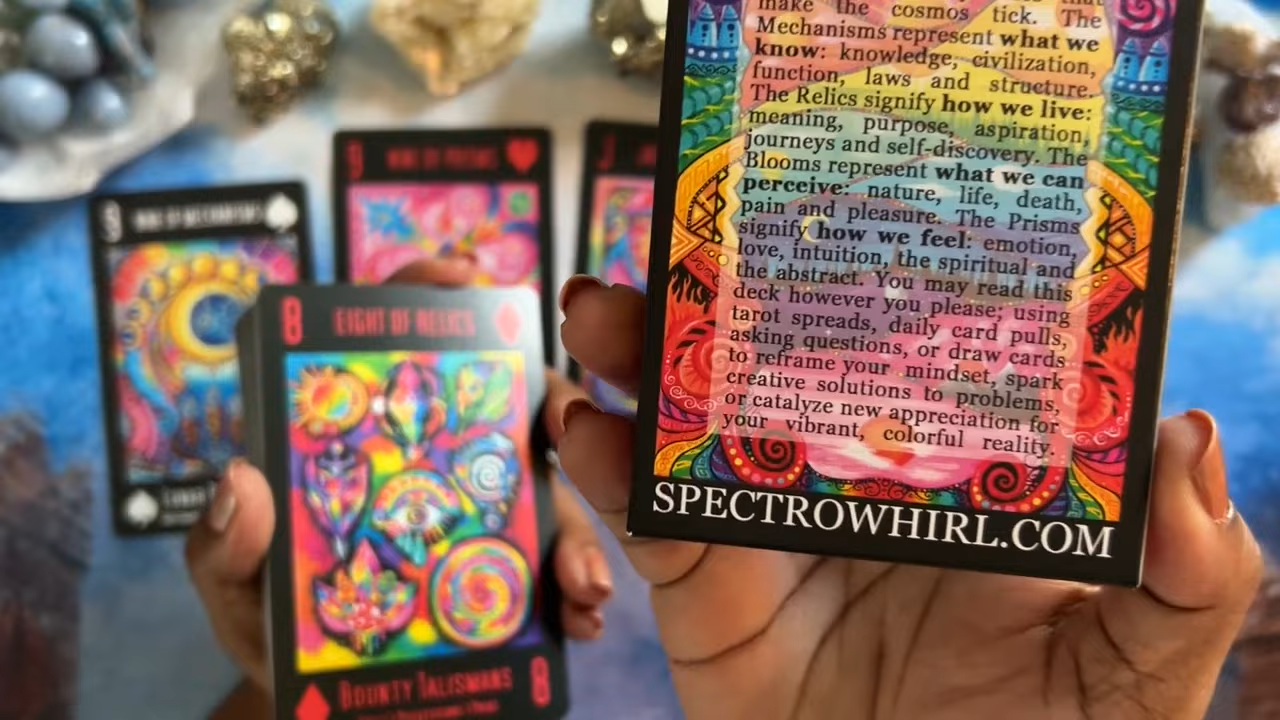 make the cosmos tick. The
Mechanisms represent what we
know: knowledge, civilization,
function, laws and structure.
The Relics signify how we live:
meaning, purpose, aspiration,
journeys and self-discovery. The
Blooms represent what we can
perceive: nature, life, death,
pain and pleasure. The Prisms
signify how we feel: emotion,
love, intuition, the spiritual and
the abstract. You may read this
deck however you please; using
tarot spreads, daily card pulls,
asking questions, or draw cards
to reframe your mindset, spark
creative solutions to problems,
or catalyze new appreciation for
your vibrant, colorful reality.
SPECTROWHIRL.COM
8 EIGHT OF RELICS
BOUNTY TALISMANS 8
9 NINE OF MECHANISMS
9 NINE OF PRISMS
J